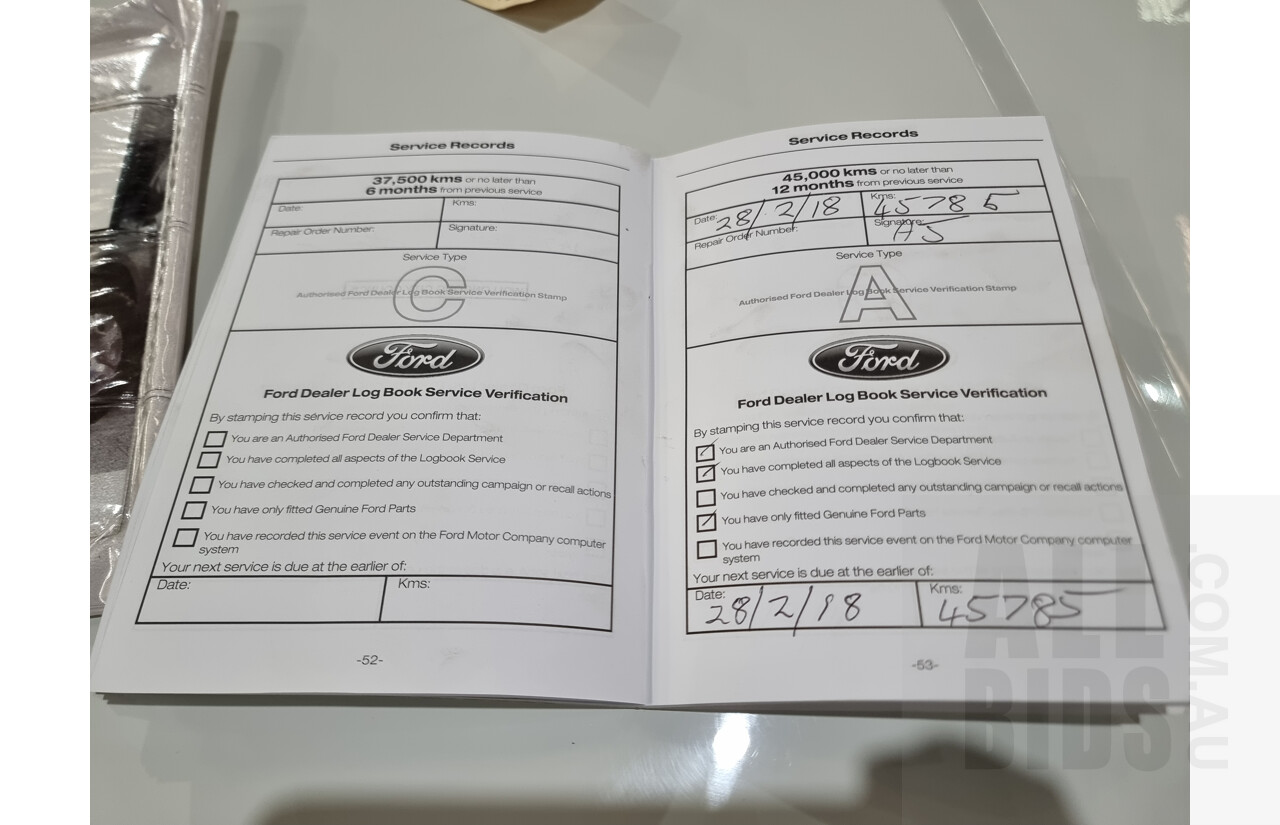 Service Records
37,500 kms or no later than
6 months from previous service
Date:
Kms:
Repair Order Number:
Signature:
Service Type
C
Authorised Ford Dealer Log Book Service Verification Stamp
Ford
Ford Dealer Log Book Service Verification
By stamping this service record you confirm that:
You are an Authorised Ford Dealer Service Department
You have completed all aspects of the Logbook Service
You have checked and completed any outstanding campaign or recall actions
You have only fitted Genuine Ford Parts
You have recorded this service event on the Ford Motor Company computer
system
Your next service is due at the earlier of:
Date:
Kms:
-52-
Service Records
45,000 kms or no later than
12 months from previous service
Date: 28/2/18
Kms: 45785
Repair Order Number:
Signature: AJ
Service Type
A
Authorised Ford Dealer Log Book Service Verification Stamp
Ford
Ford Dealer Log Book Service Verification
By stamping this service record you confirm that:
You are an Authorised Ford Dealer Service Department
You have completed all aspects of the Logbook Service
You have checked and completed any outstanding campaign or recall actions
You have only fitted Genuine Ford Parts
You have recorded this service event on the Ford Motor Company computer
system
Your next service is due at the earlier of:
Date: 28/2/18
Kms: 45785
-53-
ALL
BIDS
.COM.AU